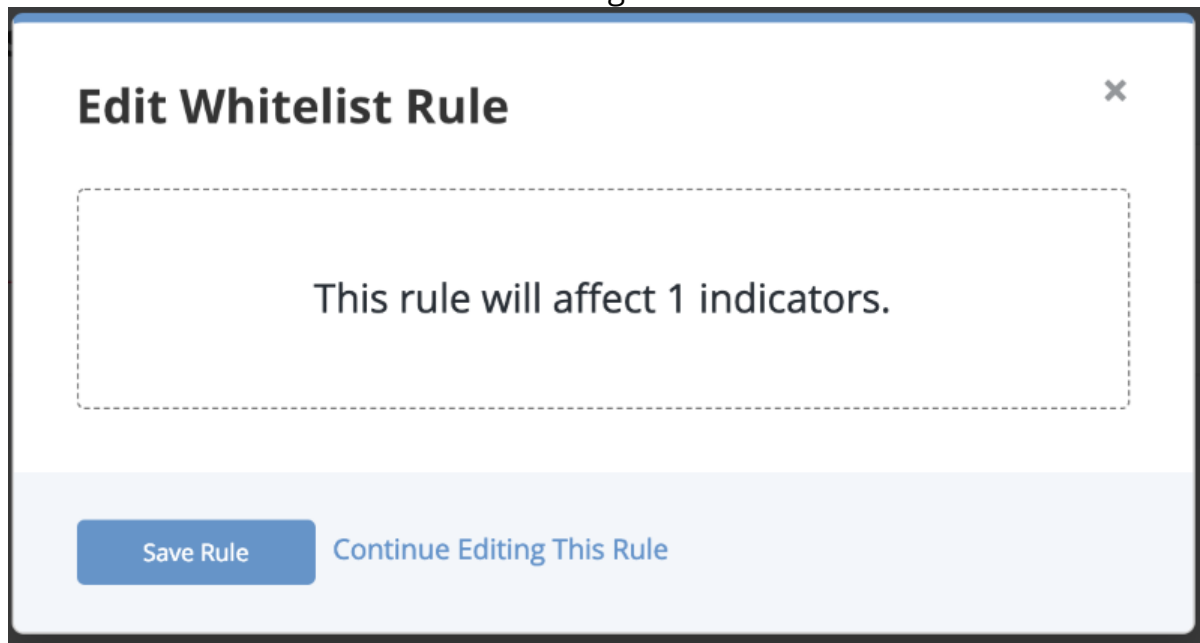 Edit Whitelist Rule
×
This rule will affect 1 indicators.
Save Rule
Continue Editing This Rule